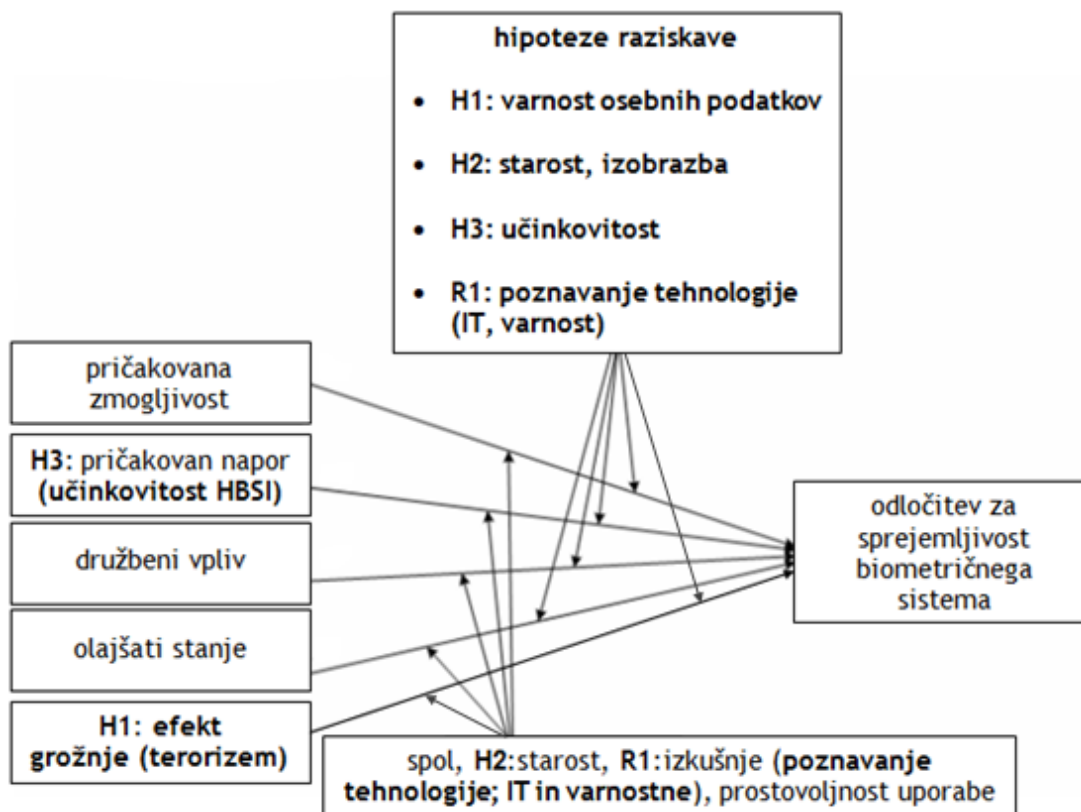 hipoteze raziskave
• H1: varnost osebnih podatkov
• H2: starost, izobrazba
• H3: učinkovitost
• R1: poznavanje tehnologije
(IT, varnost)
pričakovana
zmogljivost
H3: pričakovan napor
(učinkovitost HBSI)
družbeni vpliv
olajšati stanje
H1: efekt
grožnje (terorizem)
odločitev za
sprejemljivost
biometričnega
sistema
spol, H2:starost, R1:izkušnje (poznavanje
tehnologije; IT in varnostne), prostovoljnost uporabe